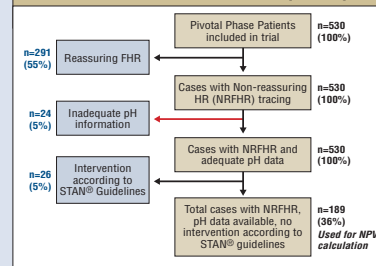 Pivotal Phase Patients
included in trial
n=530
(100%)
n=291
(55%)
Reassuring FHR
Cases with Non-reassuring
HR (NRFHR) tracing
n=530
(100%)
n=24
(5%)
Inadequate pH
information
Cases with NRFHR and
adequate pH data
n=530
(100%)
n=26
(5%)
Intervention
according to
STAN® Guidelines
Total cases with NRFHR,
pH data available, no
intervention according to
STAN® guidelines
n=189
(36%)
Used for NPV
calculation